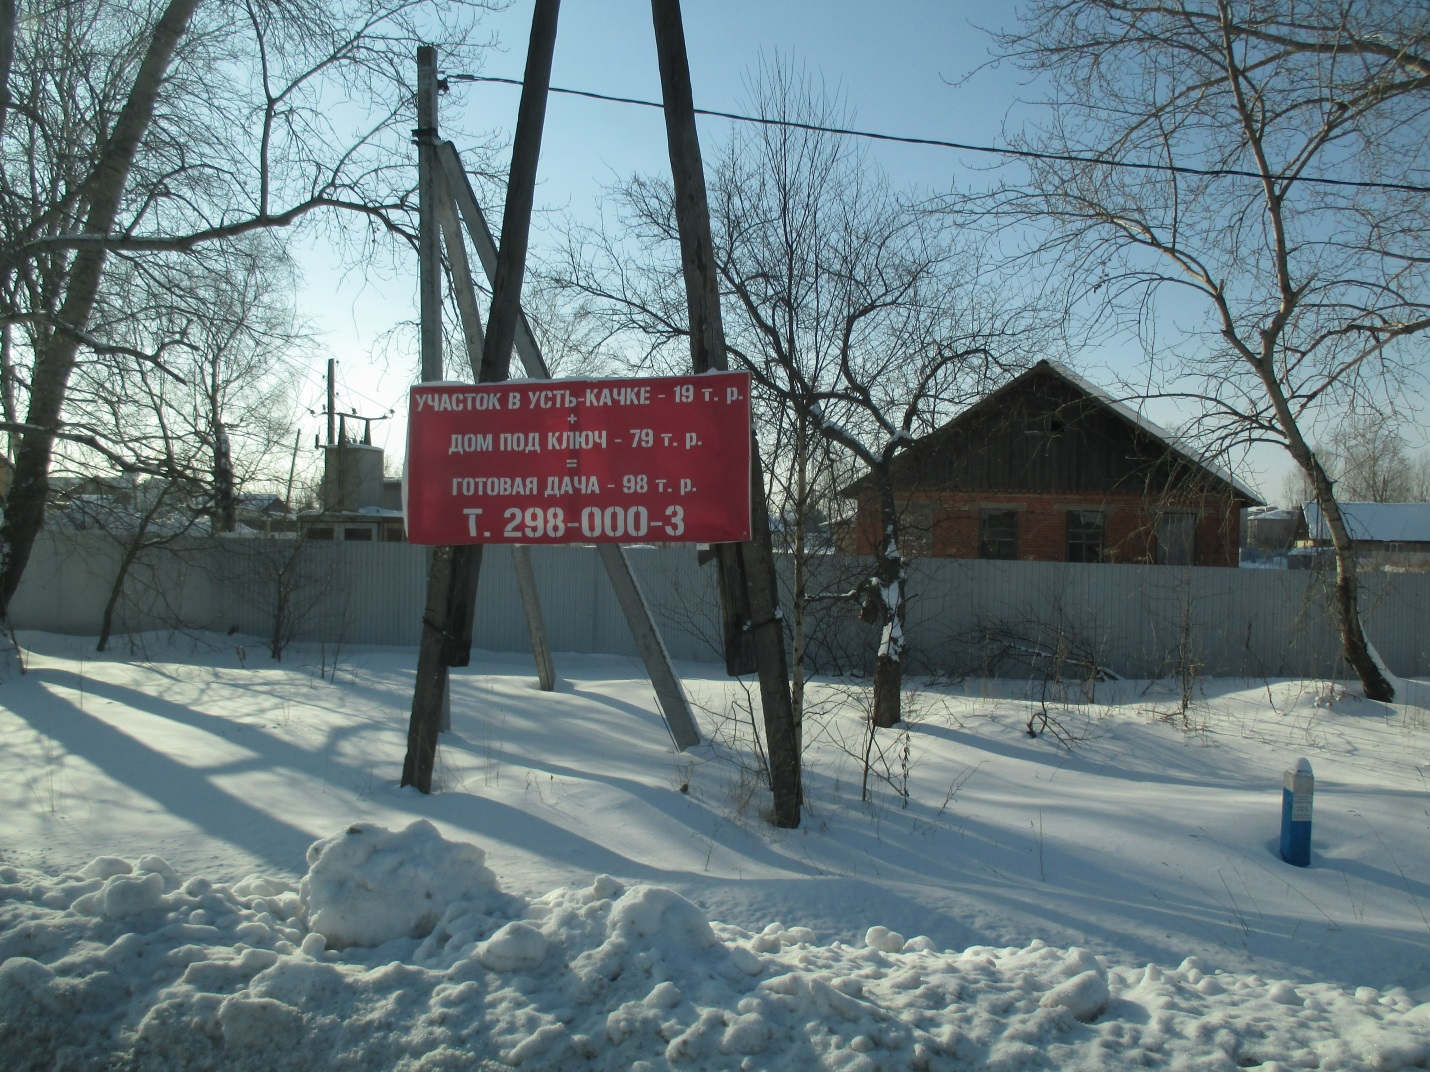 УЧАСТОК В УСТЬ-КАЧКЕ - 19 т. р.
+
ДОМ ПОД КЛЮЧ - 79 т. р.
=
ГОТОВАЯ ДАЧА - 98 т. р.
Т. 298-000-3